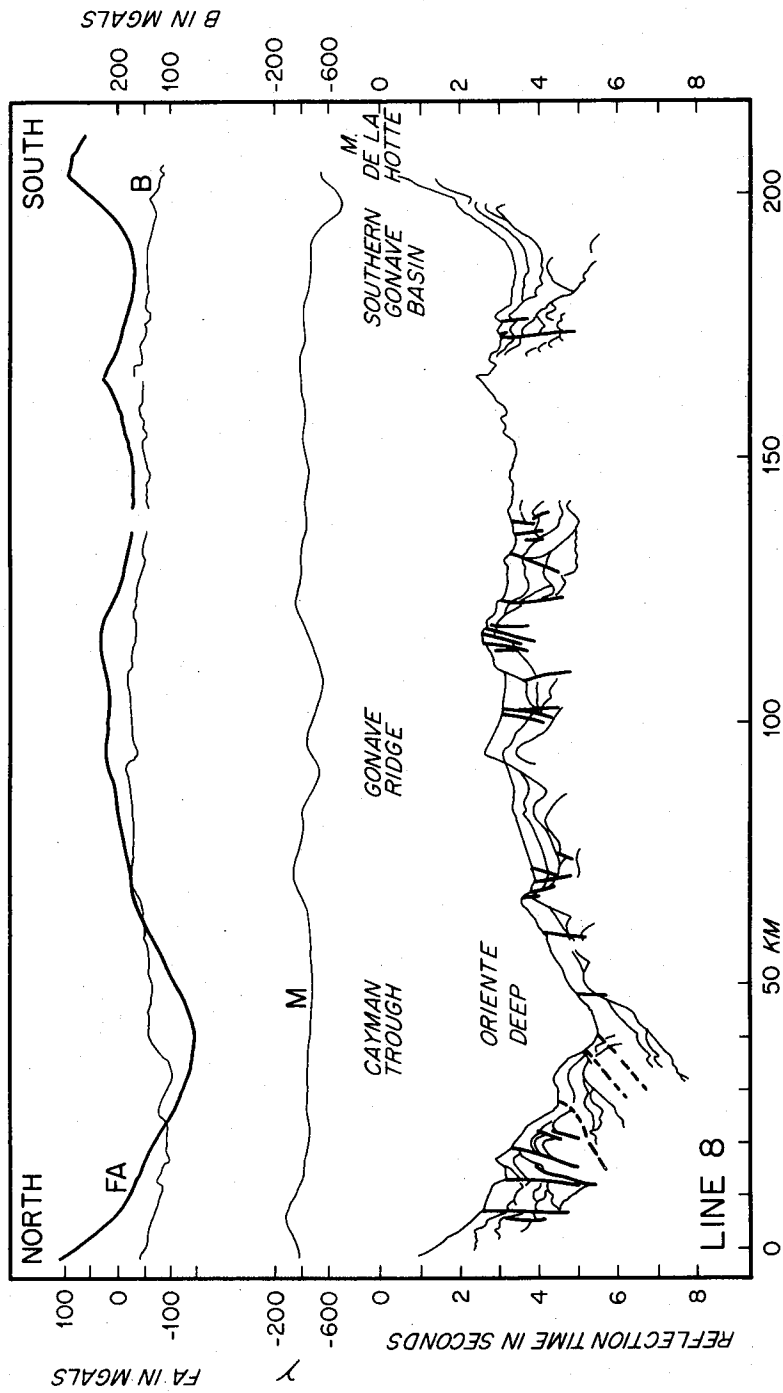 NORTH
SOUTH
FA
B
M
CAYMAN
TROUGH
GONAVE
RIDGE
SOUTHERN
GONAVE
BASIN
M.
DE LA
HOTTE
ORIENTE
DEEP
LINE 8
FA IN MGALS
100
0
-100
γ
-200
-600
REFLECTION TIME IN SECONDS
0
2
4
6
8
B IN MGALS
200
100
-200
-600
0
2
4
6
8
0 50 KM 100 150 200